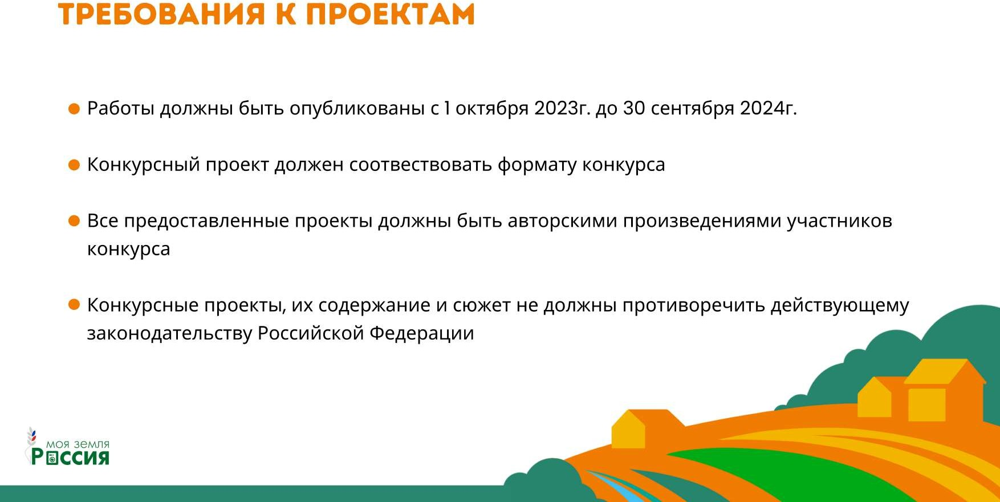 ТРЕБОВАНИЯ К ПРОЕКТАМ
Работы должны быть опубликованы с 1 октября 2023г. до 30 сентября 2024г.
Конкурсный проект должен соотвествовать формату конкурса
Все предоставленные проекты должны быть авторскими произведениями участников
конкурса
Конкурсные проекты, их содержание и сюжет не должны противоречить действующему
законодательству Российской Федерации
моя земля
Россия